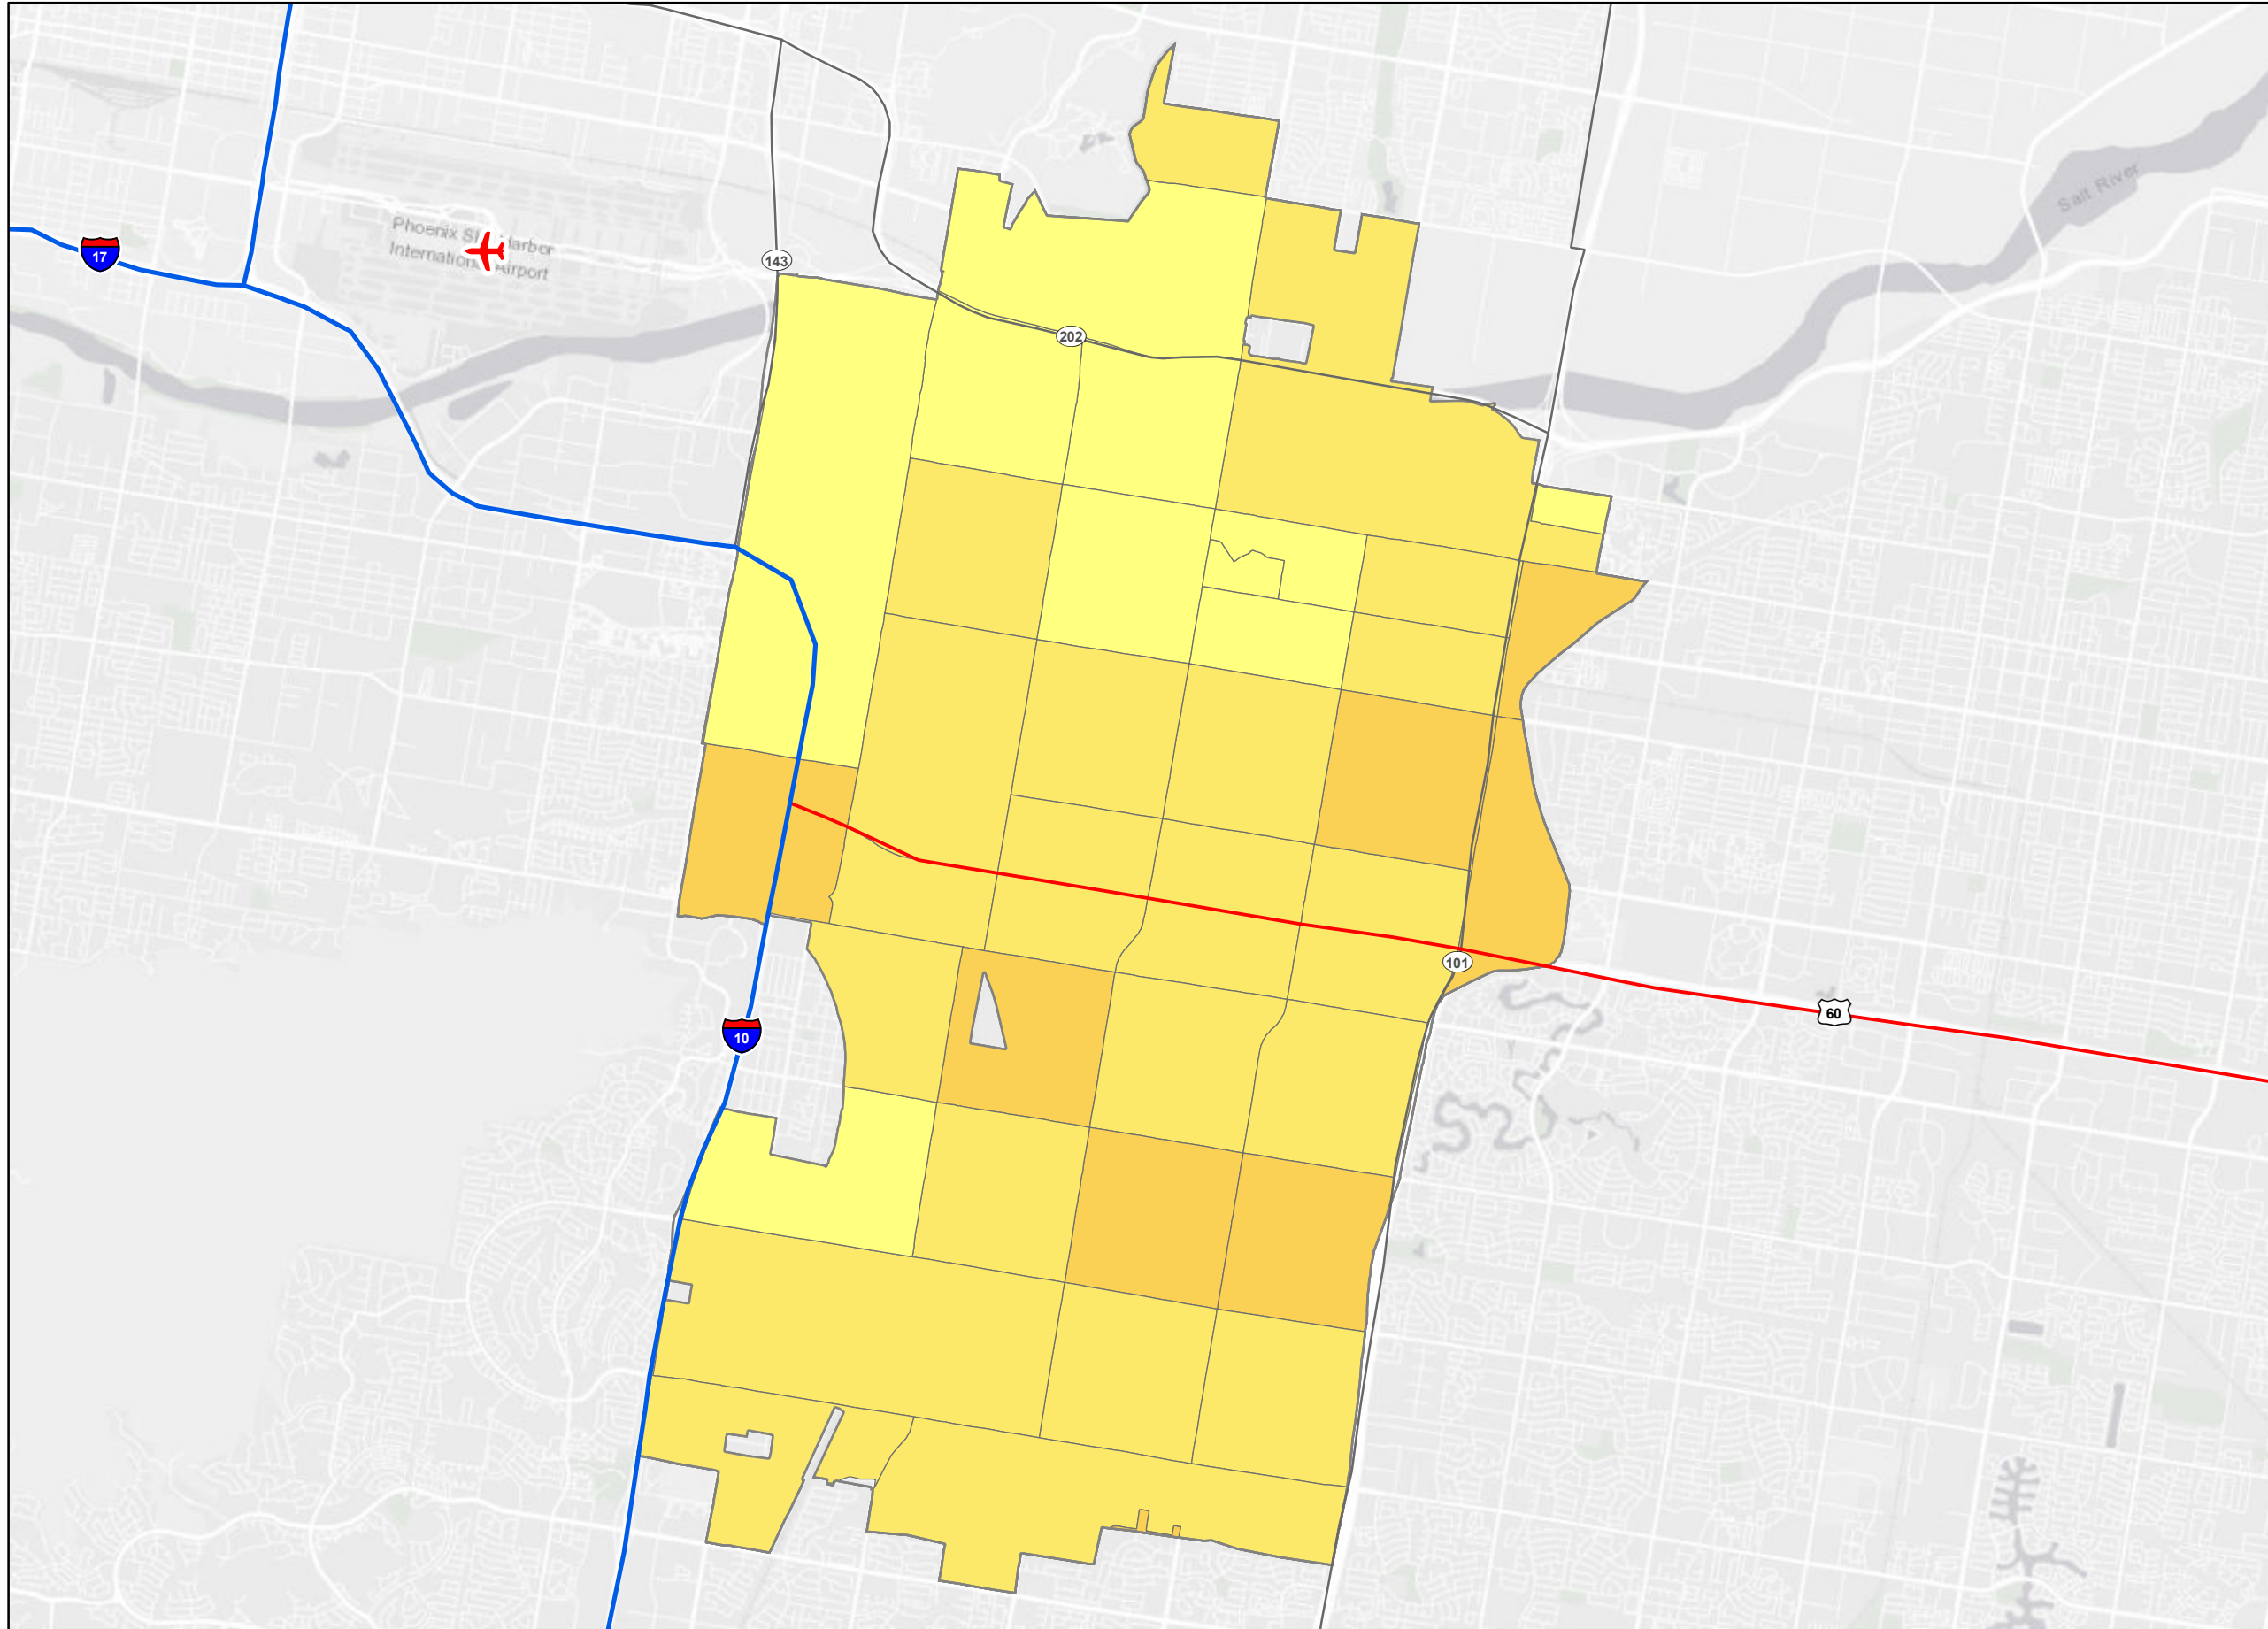 Salt River
Phoenix Sky Harbor
International Airport
17
143
202
101
60
10